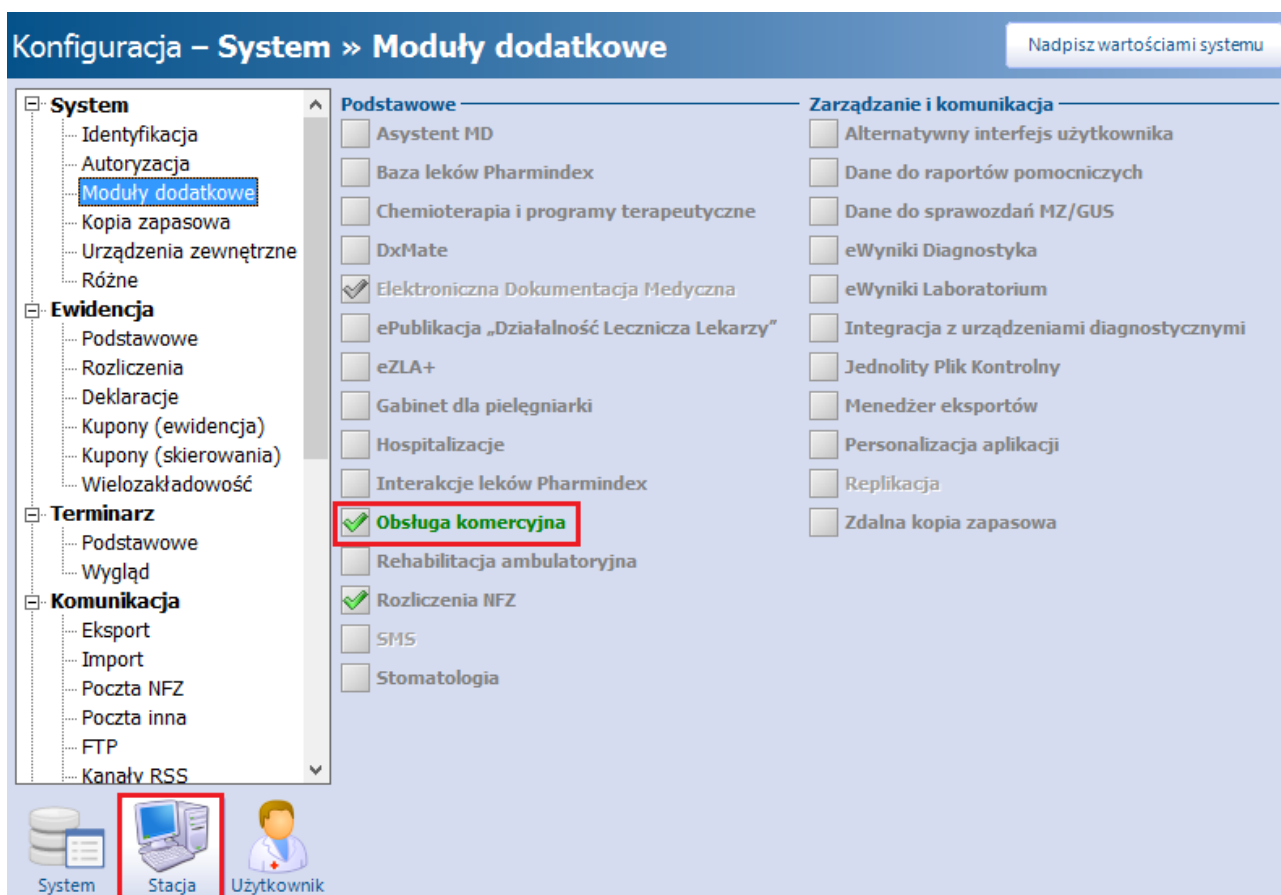 Konfiguracja – System » Moduły dodatkowe
Nadpisz wartościami systemu
System
Identyfikacja
Autoryzacja
Moduły dodatkowe
Kopia zapasowa
Urządzenia zewnętrzne
Różne
Ewidencja
Podstawowe
Rozliczenia
Deklaracje
Kupony (ewidencja)
Kupony (skierowania)
Wielozakładowość
Terminarz
Podstawowe
Wygląd
Komunikacja
Eksport
Import
Poczta NFZ
Poczta inna
FTP
Kanały RSS
Podstawowe
Asystent MD
Baza leków Pharmindex
Chemioterapia i programy terapeutyczne
DxMate
Elektroniczna Dokumentacja Medyczna
ePublikacja „Działalność Lecznicza Lekarzy”
eZLA+
Gabinet dla pielęgniarki
Hospitalizacje
Interakcje leków Pharmindex
Obsługa komercyjna
Rehabilitacja ambulatoryjna
Rozliczenia NFZ
SMS
Stomatologia
Zarządzanie i komunikacja
Alternatywny interfejs użytkownika
Dane do raportów pomocniczych
Dane do sprawozdań MZ/GUS
eWyniki Diagnostyka
eWyniki Laboratorium
Integracja z urządzeniami diagnostycznymi
Jednolity Plik Kontrolny
Menedżer eksportów
Personalizacja aplikacji
Replikacja
Zdalna kopia zapasowa
System
Stacja
Użytkownik